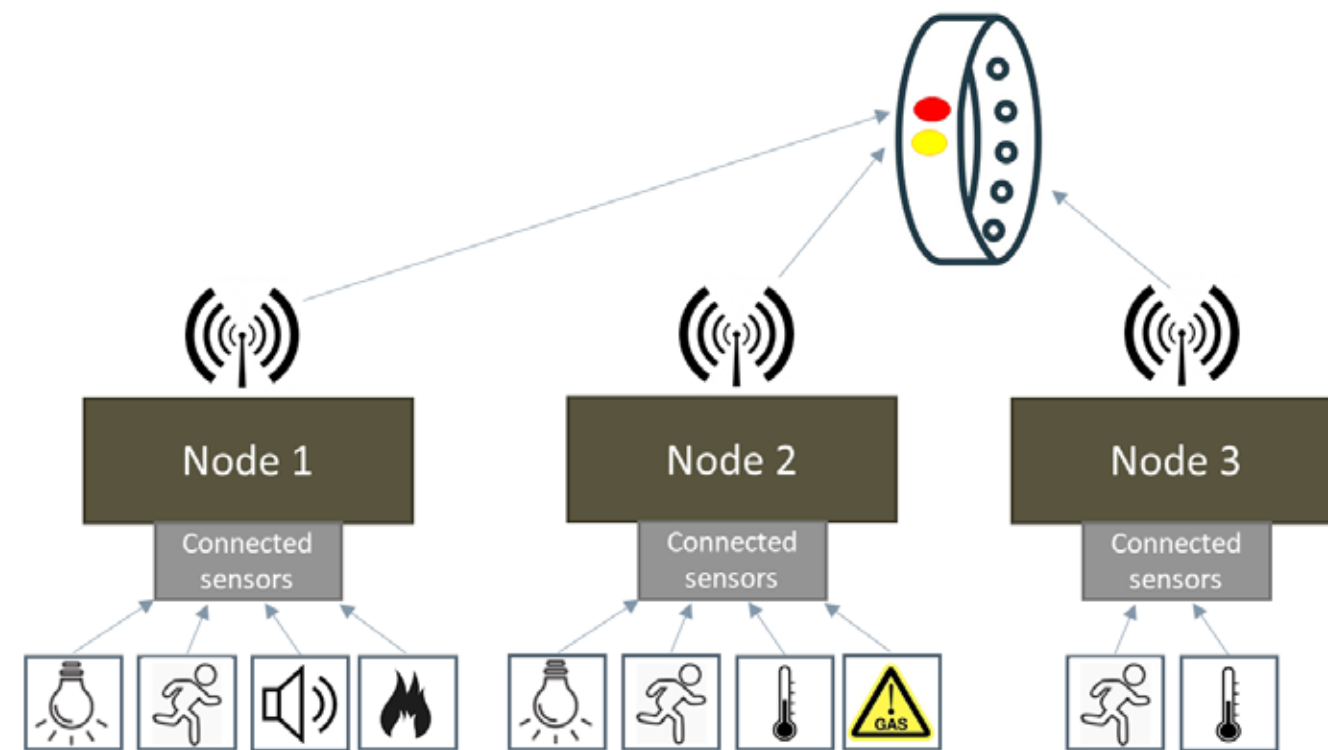 Node 1
Node 2
Node 3
Connected
sensors
Connected
sensors
Connected
sensors
GAS